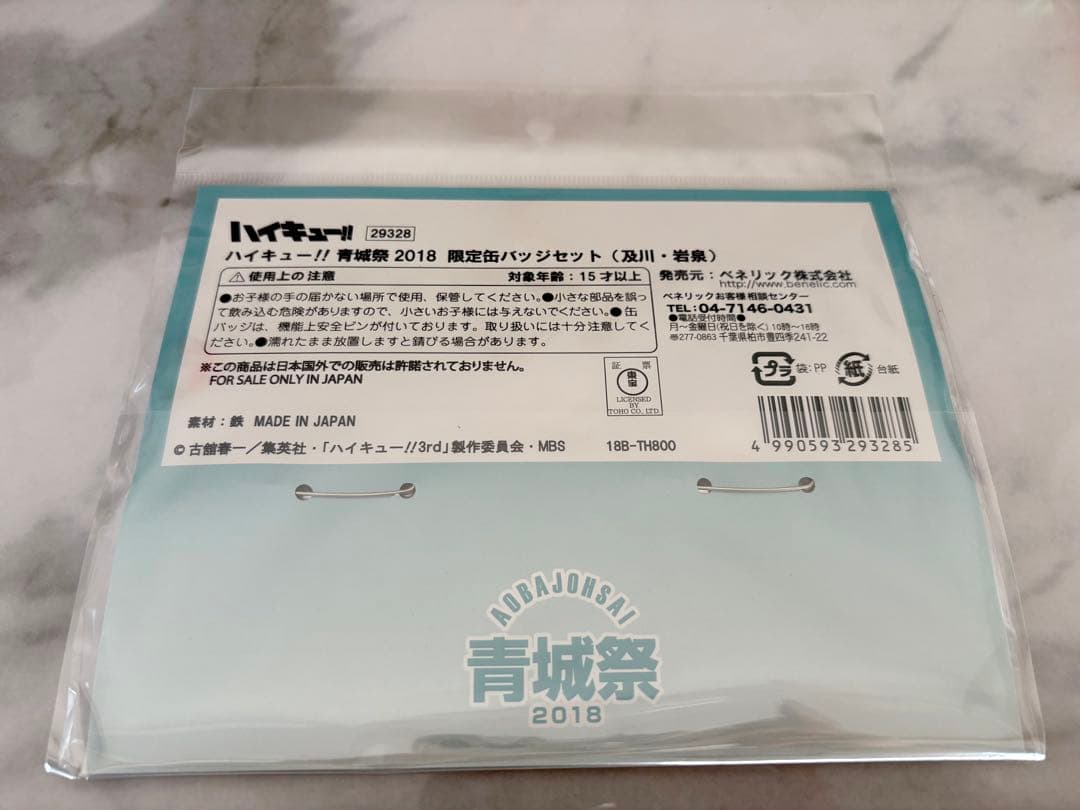 ハイキュー!! 29328
ハイキュー!! 青城祭 2018 限定缶バッジセット（及川・岩泉）
⚠使用上の注意 対象年齢：15才以上
●お子様の手の届かない場所で使用、保管してください。●小さな部品を誤っ
て飲み込む危険がありますので、小さいお子様には与えないでください。●缶
バッジは、機能上安全ピンが付いております。取り扱いには十分注意してく
ださい。●濡れたまま放置しますと錆びる場合があります。
※この商品は日本国外での販売は許諾されておりません。
FOR SALE ONLY IN JAPAN
素材：鉄 MADE IN JAPAN
©古舘春一／集英社・「ハイキュー!!3rd」製作委員会・MBS
発売元：ベネリック株式会社
http://www.benelic.com
ベネリックお客様相談センター
TEL：04-7146-0431
●電話受付時間●
月～金曜日(祝日を除く)10時～16時
〒277-0863 千葉県柏市豊四季241-22
証 票
東宝
LICENSED
BY
TOHO CO., LTD.
18B-TH800
プラ 袋：PP 紙 台紙
4 990593 293285
AOBAJOHSAI
青城祭
2018